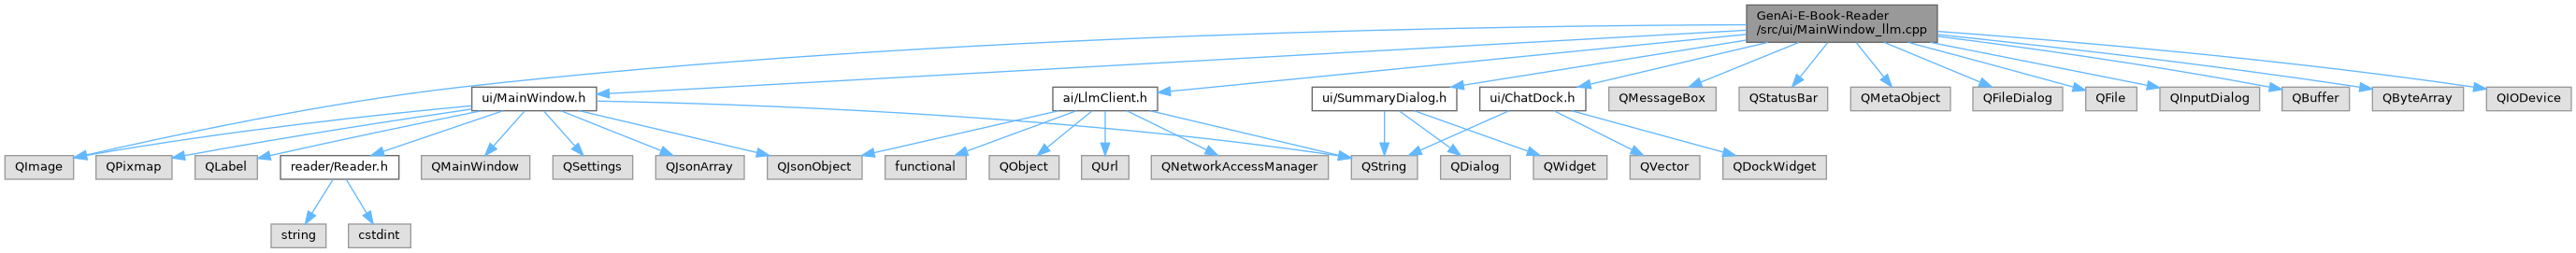 GenAi-E-Book-Reader
/src/ui/MainWindow_llm.cpp
ui/MainWindow.h
ai/LlmClient.h
ui/SummaryDialog.h
ui/ChatDock.h
QMessageBox
QStatusBar
QMetaObject
QFileDialog
QFile
QInputDialog
QBuffer
QByteArray
QIODevice
QImage
QPixmap
QLabel
reader/Reader.h
QMainWindow
QSettings
QJsonArray
QJsonObject
functional
QObject
QUrl
QNetworkAccessManager
QString
QDialog
QWidget
QVector
QDockWidget
string
cstdint